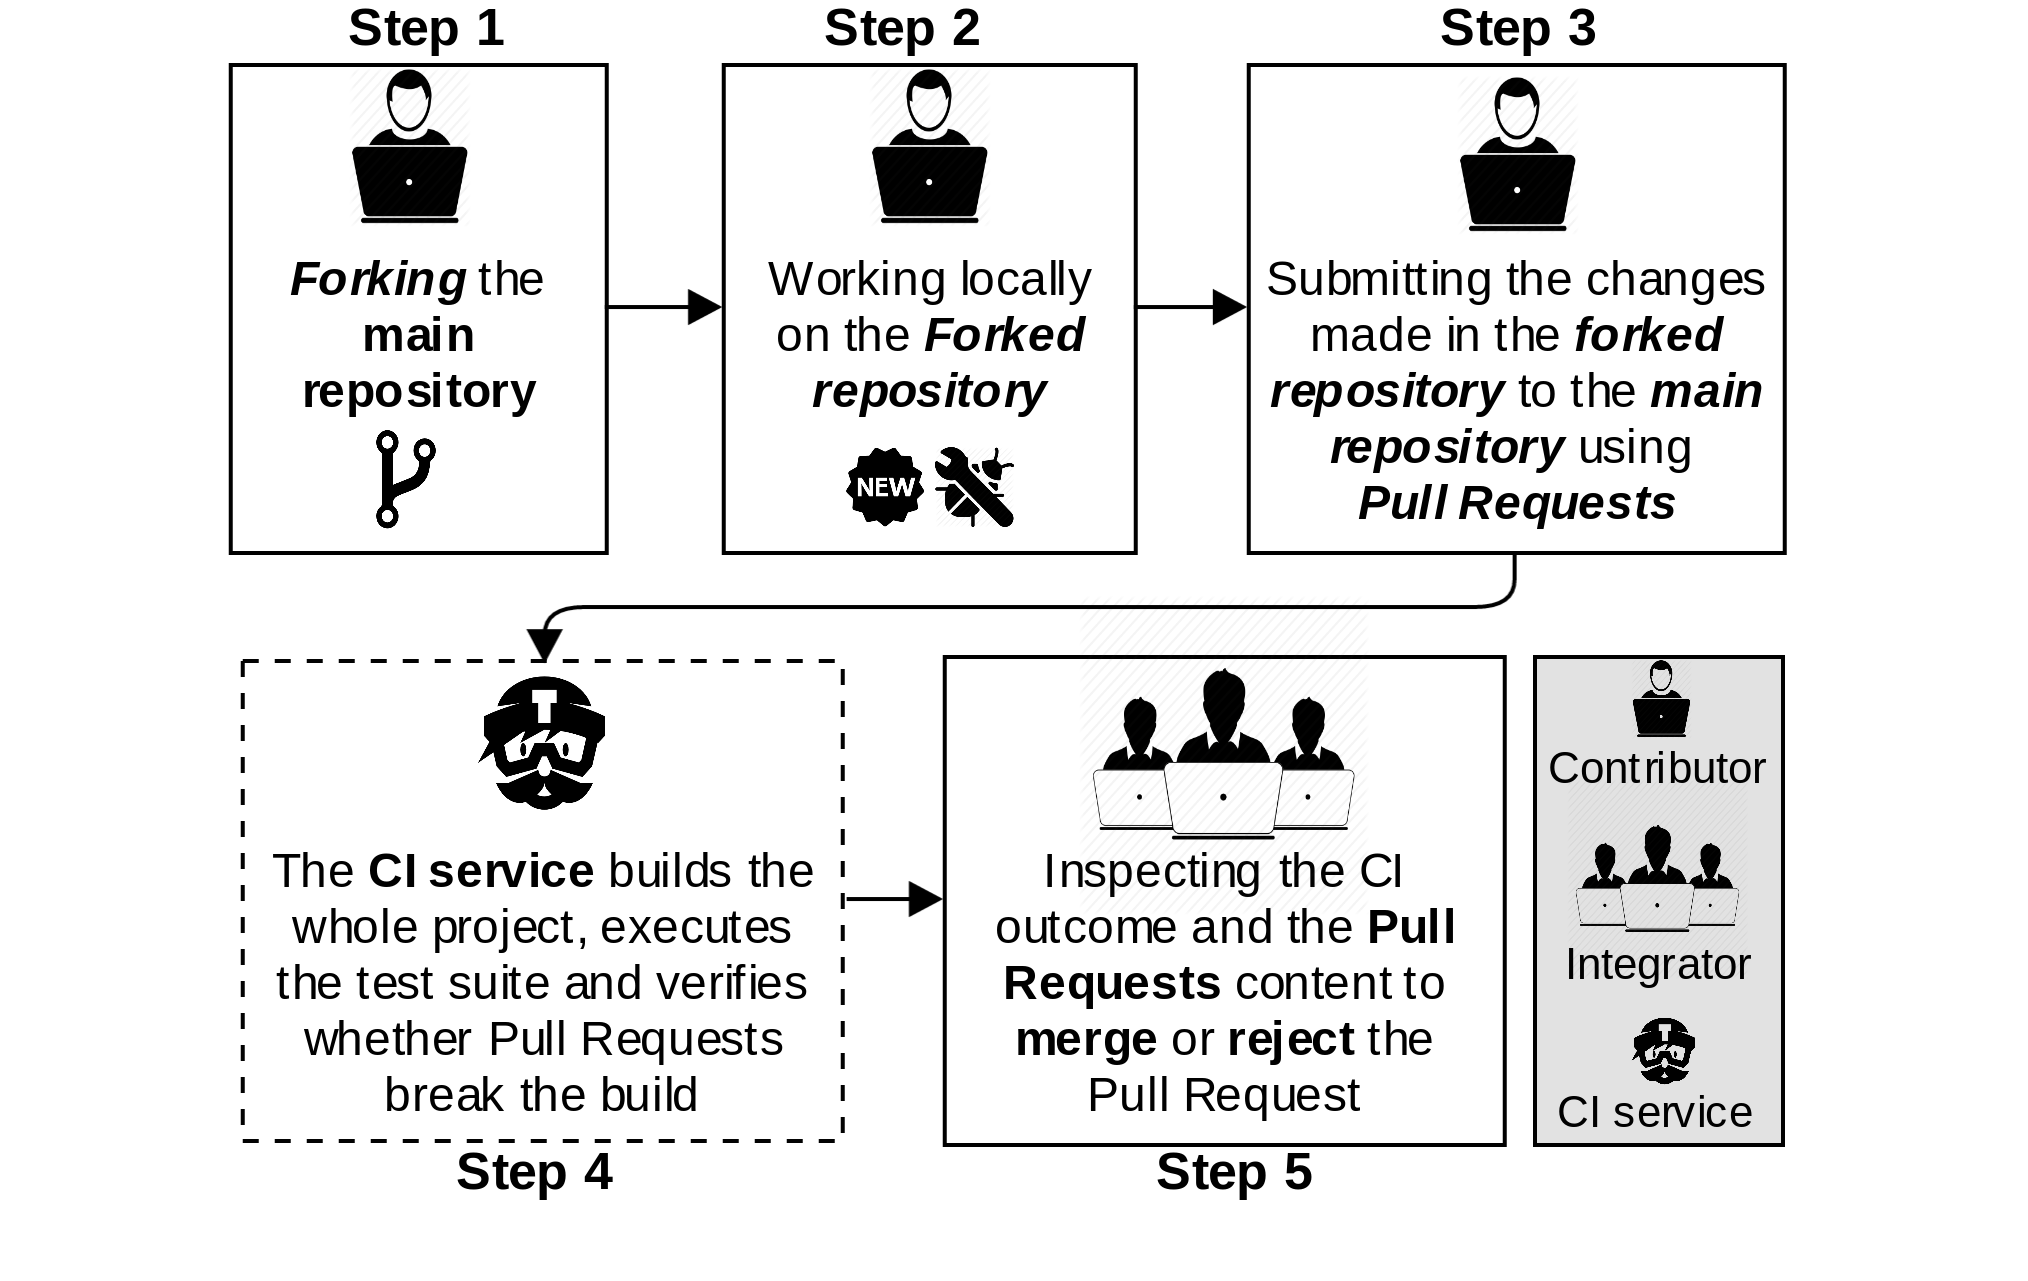 Step 1
Step 2
Step 3
Forking the
main
repository
Working locally
on the Forked
repository
NEW
Submitting the changes
made in the forked
repository to the main
repository using
Pull Requests
The CI service builds the
whole project, executes
the test suite and verifies
whether Pull Requests
break the build
Step 4
Inspecting the CI
outcome and the Pull
Requests content to
merge or reject the
Pull Request
Step 5
Contributor
Integrator
CI service